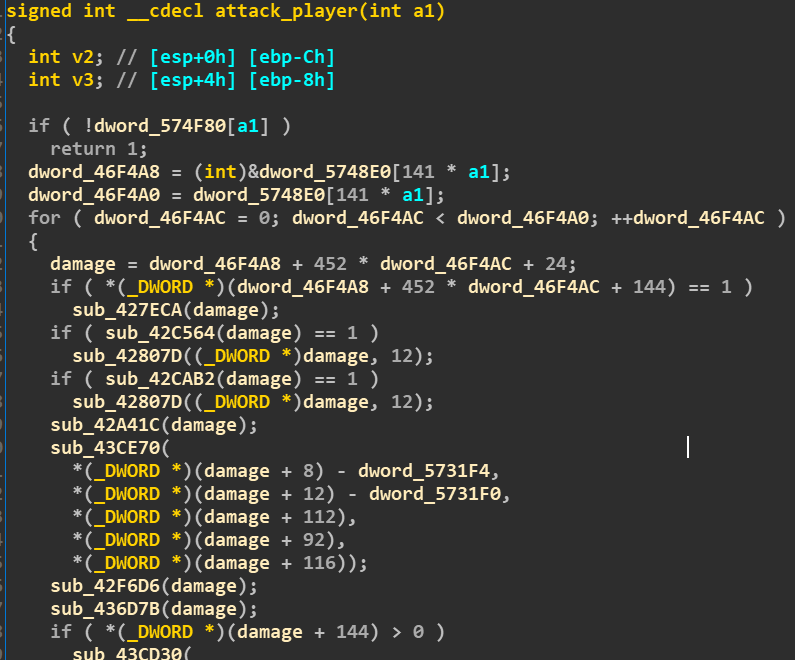 signed int __cdecl attack_player(int a1)
{
  int v2; // [esp+0h] [ebp-Ch]
  int v3; // [esp+4h] [ebp-8h]

  if ( !dword_574F80[a1] )
    return 1;
  dword_46F4A8 = (int)&dword_5748E0[141 * a1];
  dword_46F4A0 = dword_5748E0[141 * a1];
  for ( dword_46F4AC = 0; dword_46F4AC < dword_46F4A0; ++dword_46F4AC )
  {
    damage = dword_46F4A8 + 452 * dword_46F4AC + 24;
    if ( *(_DWORD *)(dword_46F4A8 + 452 * dword_46F4AC + 144) == 1 )
      sub_427ECA(damage);
    if ( sub_42C564(damage) == 1 )
      sub_42807D((_DWORD *)damage, 12);
    if ( sub_42CAB2(damage) == 1 )
      sub_42807D((_DWORD *)damage, 12);
    sub_42A41C(damage);
    sub_43CE70(
      *(_DWORD *)(damage + 8) - dword_5731F4,
      *(_DWORD *)(damage + 12) - dword_5731F0,
      *(_DWORD *)(damage + 112),
      *(_DWORD *)(damage + 92),
      *(_DWORD *)(damage + 116));
    sub_42F6D6(damage);
    sub_436D7B(damage);
    if ( *(_DWORD *)(damage + 144) > 0 )
      sub_43CD30(